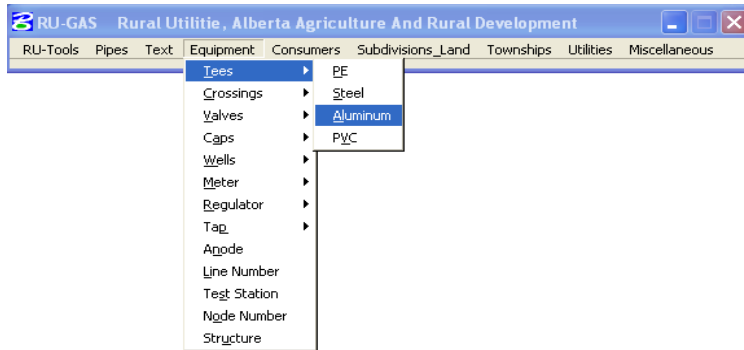 RU-GAS Rural Utilitie, Alberta Agriculture And Rural Development
RU-Tools Pipes Text Equipment Consumers Subdivisions_Land Townships Utilities Miscellaneous
Tees PE
Crossings Steel
Valves Aluminum
Caps PVC
Wells
Meter
Regulator
Tap
Anode
Line Number
Test Station
Node Number
Structure